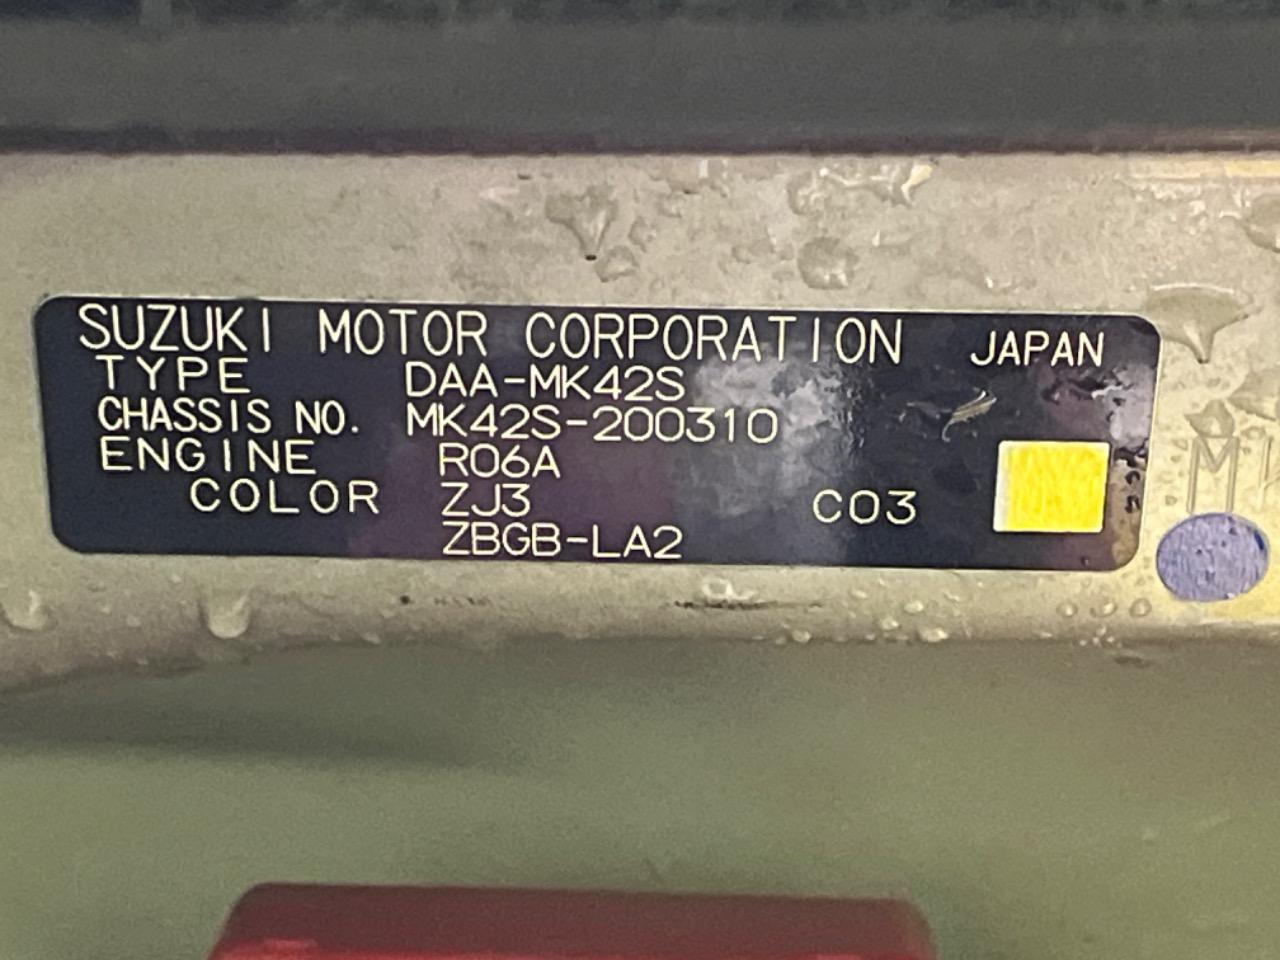 SUZUKI MOTOR CORPORATION JAPAN
TYPE DAA-MK42S
CHASSIS NO. MK42S-200310
ENGINE R06A
COLOR ZJ3 C03
ZBGB-LA2
M